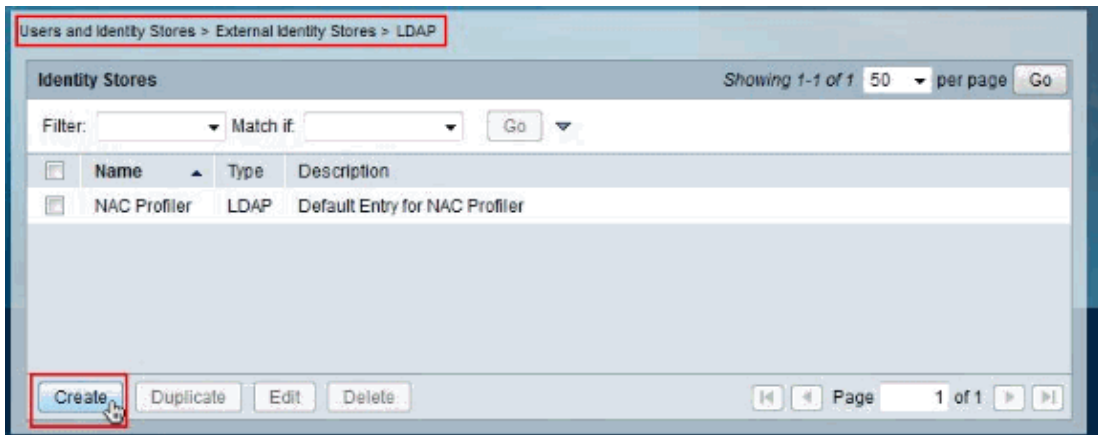 Users and Identity Stores > External Identity Stores > LDAP
Identity Stores Showing 1-1 of 1 50 per page Go
Filter: Match if: Go
Name Type Description
NAC Profiler LDAP Default Entry for NAC Profiler
Create Duplicate Edit Delete Page 1 of 1